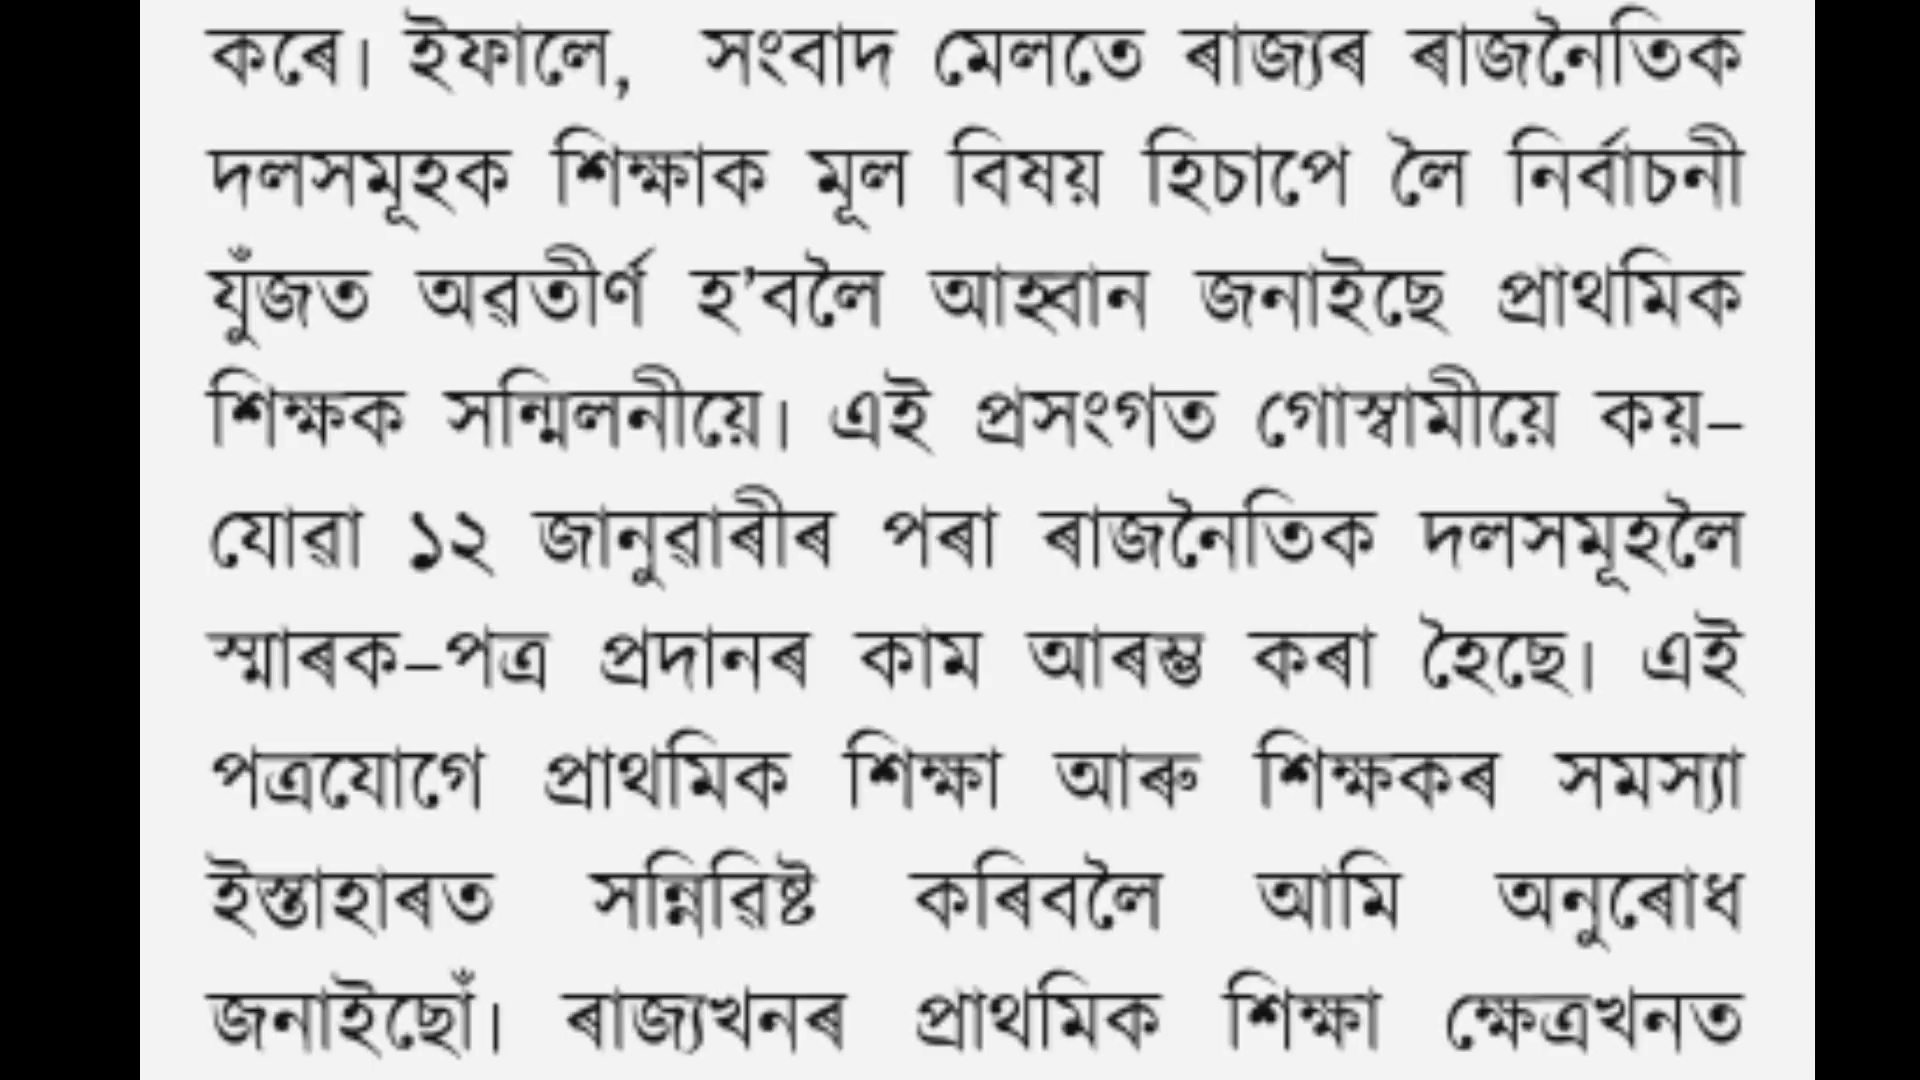 কৰে। ইফালে, সংবাদ মেলতে ৰাজ্যৰ ৰাজনৈতিক
দলসমূহক শিক্ষাক মূল বিষয় হিচাপে লৈ নিৰ্বাচনী
যুঁজত অৱতীৰ্ণ হ’বলৈ আহ্বান জনাইছে প্ৰাথমিক
শিক্ষক সন্মিলনীয়ে। এই প্ৰসংগত গোস্বামীয়ে কয়–
যোৱা ১২ জানুৱাৰীৰ পৰা ৰাজনৈতিক দলসমূহলৈ
স্মাৰক–পত্ৰ প্ৰদানৰ কাম আৰম্ভ কৰা হৈছে। এই
পত্ৰযোগে প্ৰাথমিক শিক্ষা আৰু শিক্ষকৰ সমস্যা
ইস্তাহাৰত সন্নিৱিষ্ট কৰিবলৈ আমি অনুৰোধ
জনাইছোঁ। ৰাজ্যখনৰ প্ৰাথমিক শিক্ষা ক্ষেত্ৰখনত